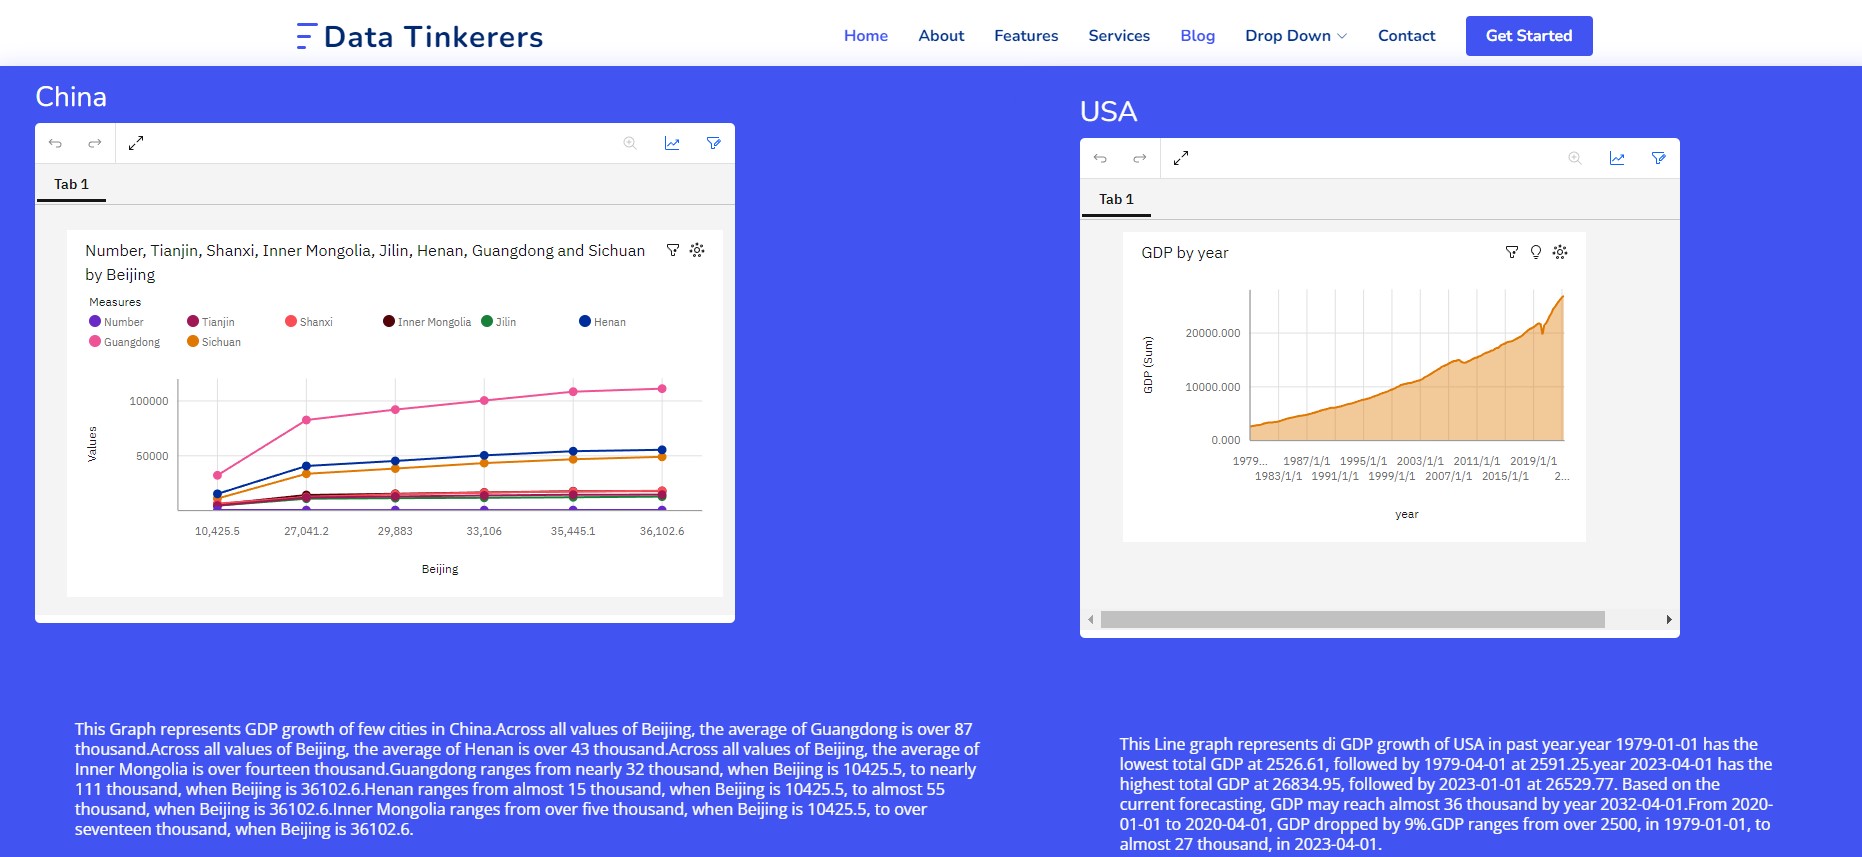 Data Tinkerers
Home About Features Services Blog Drop Down Contact Get Started
China
Tab 1
Number, Tianjin, Shanxi, Inner Mongolia, Jilin, Henan, Guangdong and Sichuan
by Beijing
Measures
Number Tianjin Shanxi Inner Mongolia Jilin Henan
Guangdong Sichuan
Values
100000
50000
10,425.5 27,041.2 29,883 33,106 35,445.1 36,102.6
Beijing
This Graph represents GDP growth of few cities in China.Across all values of Beijing, the average of Guangdong is over 87
thousand.Across all values of Beijing, the average of Henan is over 43 thousand.Across all values of Beijing, the average of
Inner Mongolia is over fourteen thousand.Guangdong ranges from nearly 32 thousand, when Beijing is 10425.5, to nearly
111 thousand, when Beijing is 36102.6.Henan ranges from almost 15 thousand, when Beijing is 10425.5, to almost 55
thousand, when Beijing is 36102.6.Inner Mongolia ranges from over five thousand, when Beijing is 10425.5, to over
seventeen thousand, when Beijing is 36102.6.
USA
Tab 1
GDP by year
GDP (Sum)
20000.000
10000.000
0.000
1979... 1987/1/1 1995/1/1 2003/1/1 2011/1/1 2019/1/1
1983/1/1 1991/1/1 1999/1/1 2007/1/1 2015/1/1 2...
year
This Line graph represents di GDP growth of USA in past year.year 1979-01-01 has the
lowest total GDP at 2526.61, followed by 1979-04-01 at 2591.25.year 2023-04-01 has the
highest total GDP at 26834.95, followed by 2023-01-01 at 26529.77. Based on the
current forecasting, GDP may reach almost 36 thousand by year 2032-04-01.From 2020-
01-01 to 2020-04-01, GDP dropped by 9%.GDP ranges from over 2500, in 1979-01-01, to
almost 27 thousand, in 2023-04-01.